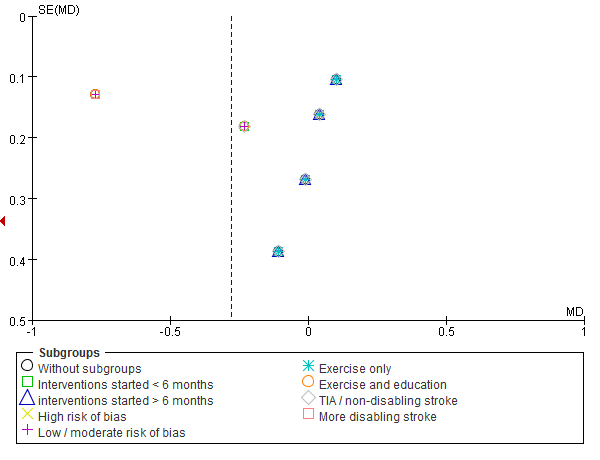 SE(MD)
0
0.1
0.2
0.3
0.4
0.5
-1
-0.5
0
0.5
1
MD
Subgroups
Without subgroups
Interventions started < 6 months
interventions started > 6 months
High risk of bias
Low / moderate risk of bias
Exercise only
Exercise and education
TIA / non-disabling stroke
More disabling stroke